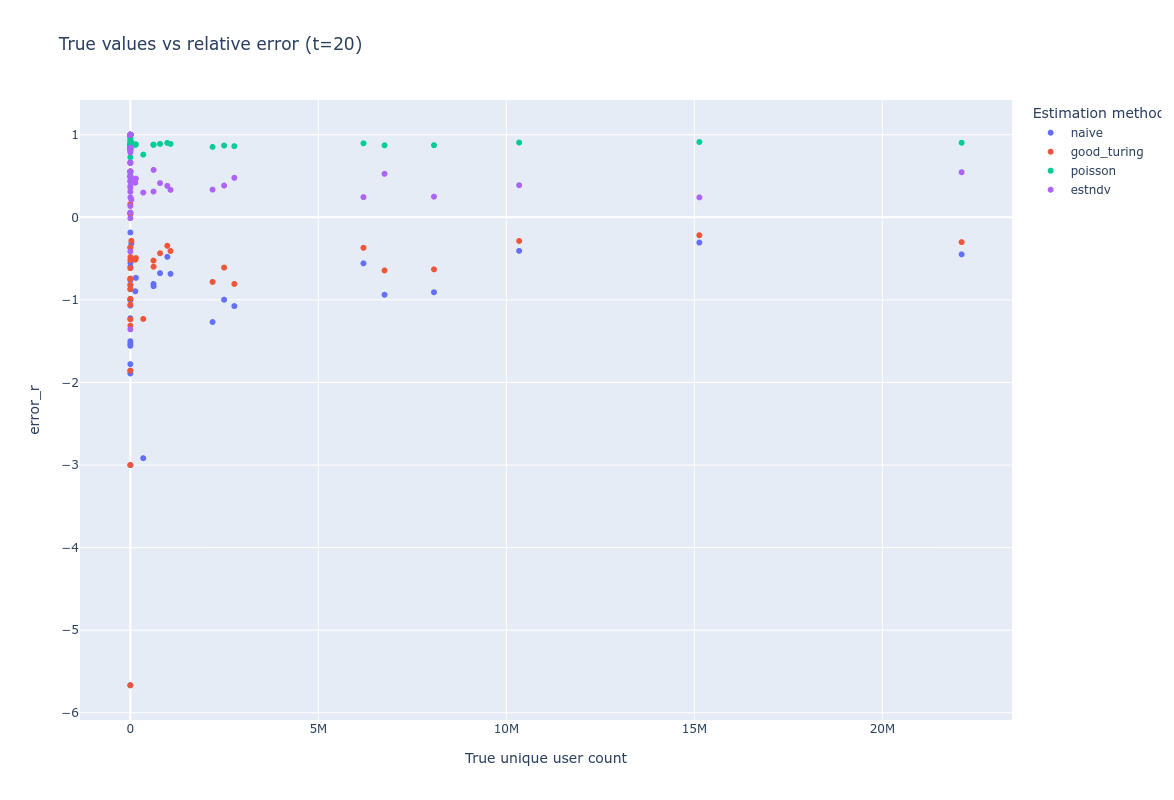 True values vs relative error (t=20)
Estimation method
naive
good_turing
poisson
estndv
error_r
1
0
−1
−2
−3
−4
−5
−6
0
5M
10M
15M
20M
True unique user count